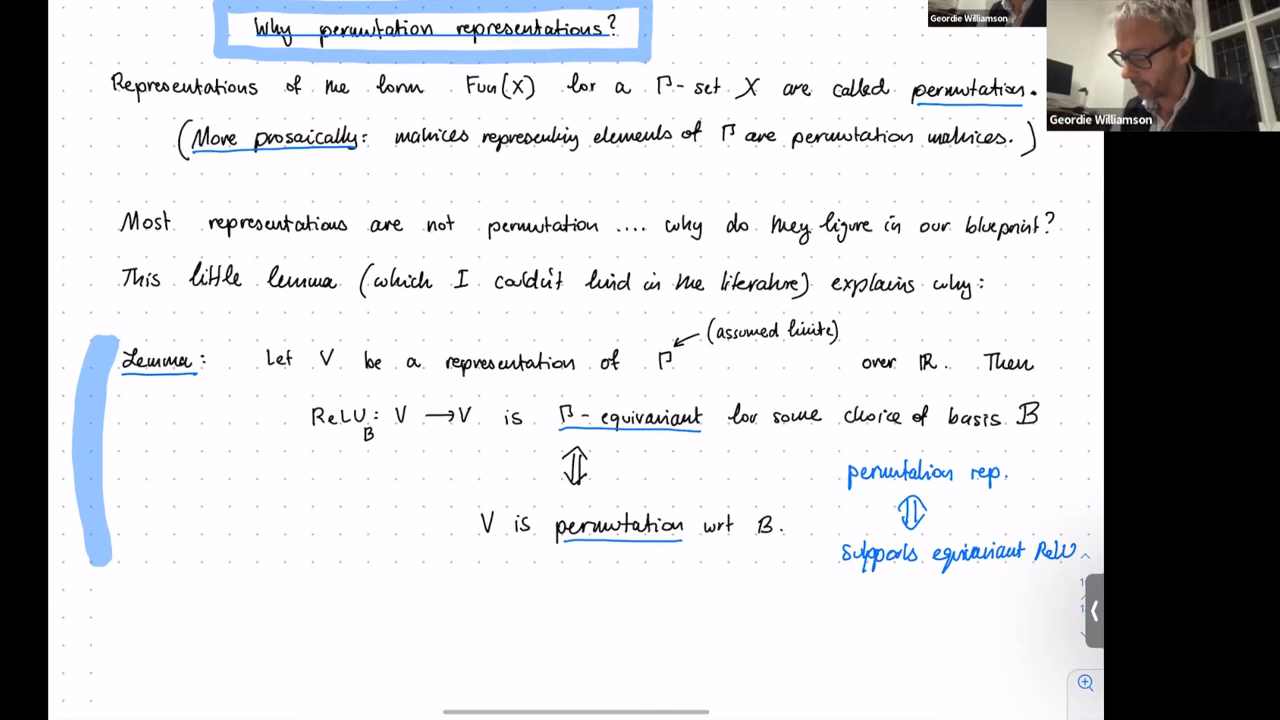 Why permutation representations?
Representations of the form Fun(X) for a Γ-set X are called permutation.
(More prosaically: matrices representing elements of Γ are permutation matrices.)
Most representations are not permutation .... why do they figure in our blueprint?
This little lemma (which I couldn't find in the literature) explains why:
(assumed finite)
Lemma: Let V be a representation of Γ over ℝ. Then
ReLU_B : V → V is Γ-equivariant for some choice of basis B
⇕
V is permutation wrt B.
permutation rep.
⇕
supports equivariant ReLU
Geordie Williamson
Geordie Williamson